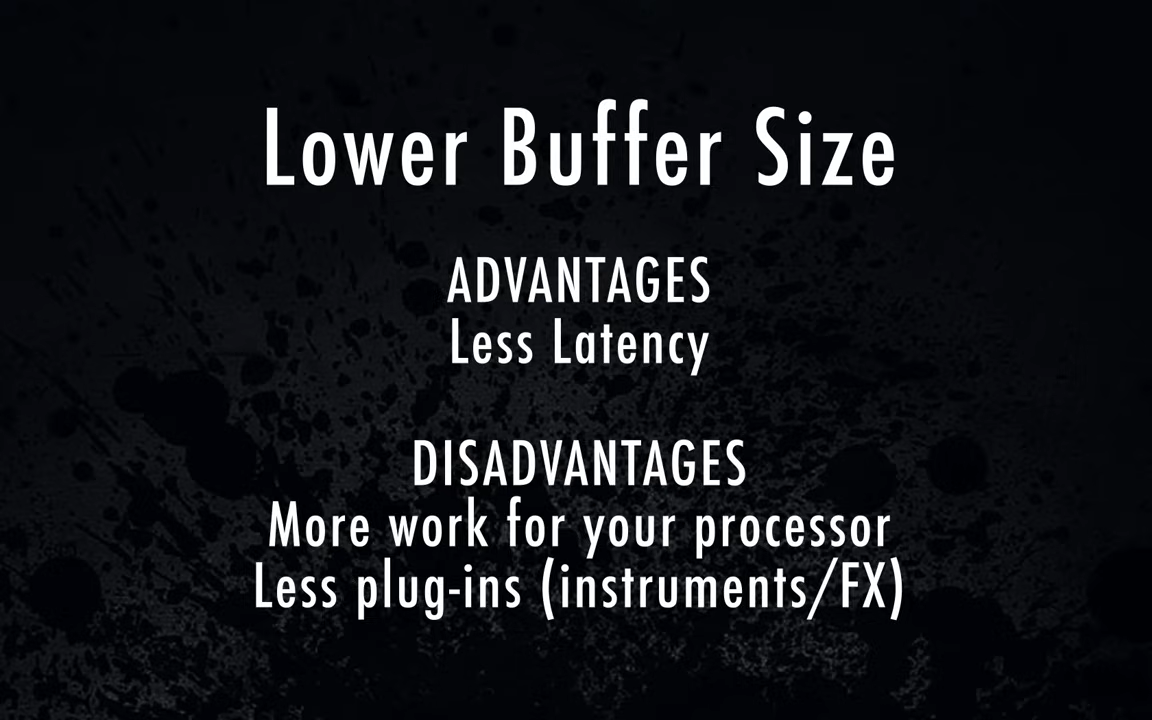 Lower Buffer Size
ADVANTAGES
Less Latency
DISADVANTAGES
More work for your processor
Less plug-ins (instruments/FX)